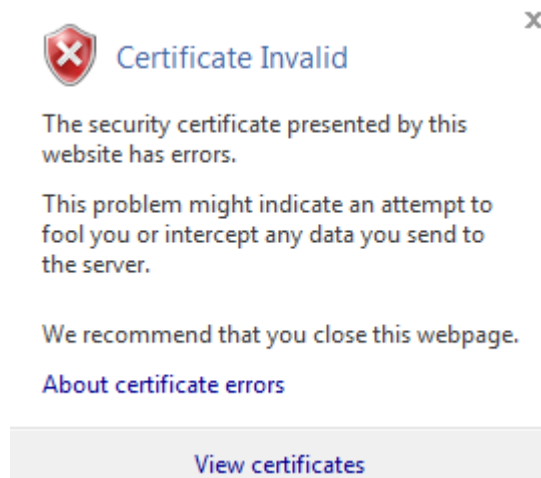 Certificate Invalid
The security certificate presented by this
website has errors.
This problem might indicate an attempt to
fool you or intercept any data you send to
the server.
We recommend that you close this webpage.
About certificate errors
View certificates